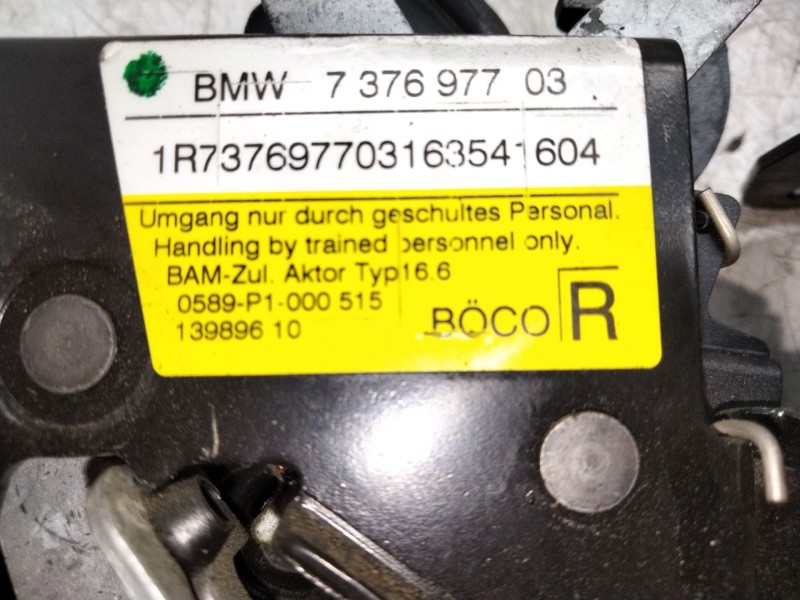 BMW 7 376 977 03
1R737697703163541604
Umgang nur durch geschultes Personal.
Handling by trained personnel only.
BAM-Zul. Aktor Typ16.6
0589-P1-000 515
139896 10
BÖCO R